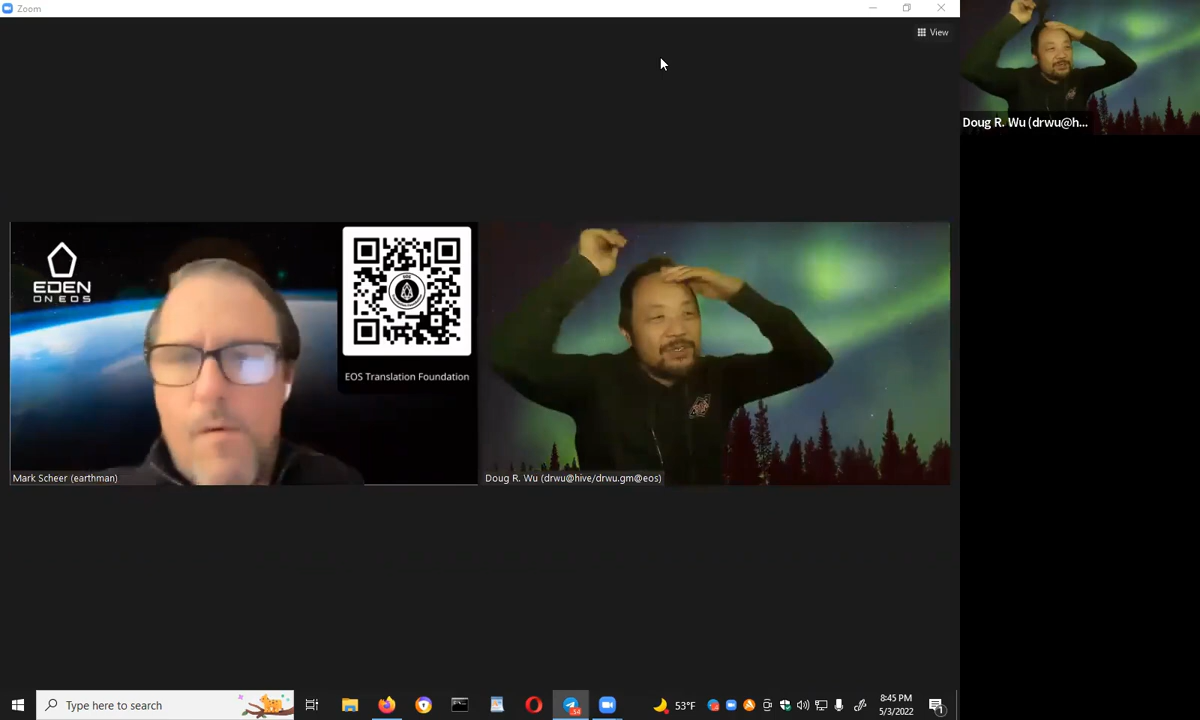 Zoom
View
Doug R. Wu (drwu@h...
EDEN
ON EOS
EOS Translation Foundation
Mark Scheer (earthman)
Doug R. Wu (drwu@hive/drwu.gm@eos)
Type here to search
53°F
8:45 PM
5/3/2022
1